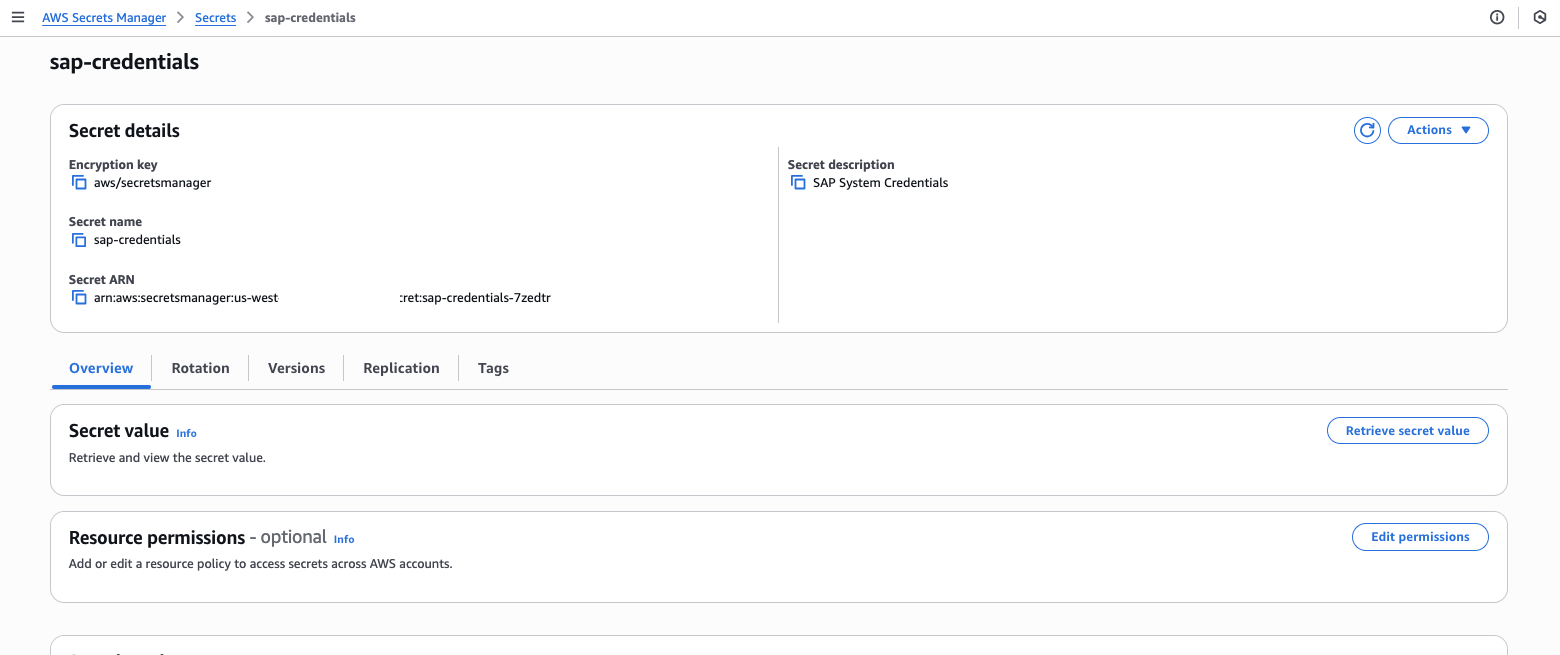 AWS Secrets Manager > Secrets > sap-credentials
sap-credentials
Secret details
Actions
Encryption key
aws/secretsmanager
Secret description
SAP System Credentials
Secret name
sap-credentials
Secret ARN
arn:aws:secretsmanager:us-west cret:sap-credentials-7zedtr
Overview Rotation Versions Replication Tags
Secret value Info
Retrieve secret value
Retrieve and view the secret value.
Resource permissions - optional Info
Edit permissions
Add or edit a resource policy to access secrets across AWS accounts.